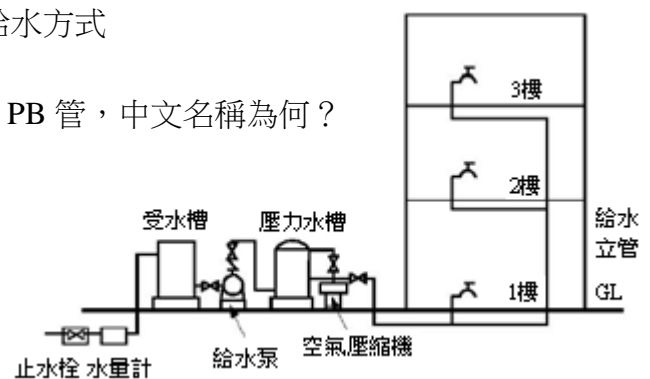 給水方式
PB 管，中文名稱為何？
3樓
2樓
受水槽 壓力水槽
給水
立管
1樓 GL
止水栓 水量計 給水泵 空氣壓縮機